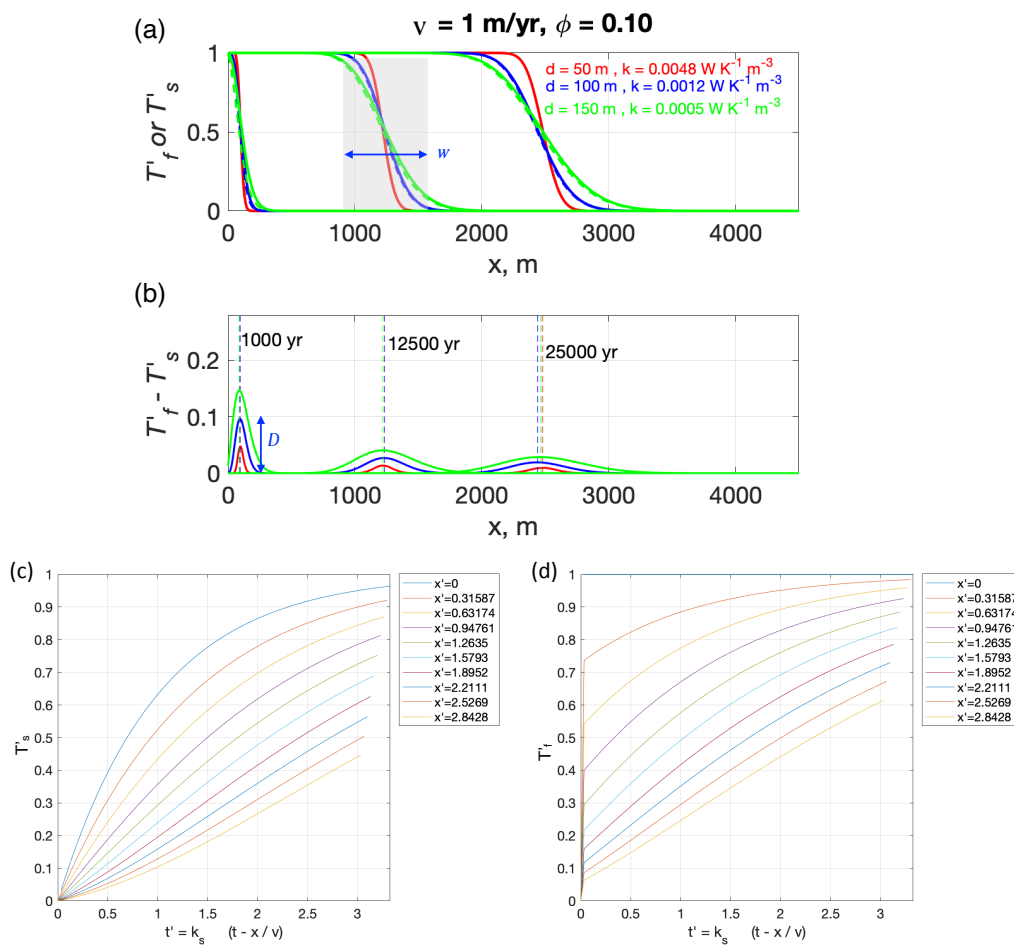 v = 1 m/yr, ϕ = 0.10
(a)
T'f or T's
1
0.5
0
d = 50 m , k = 0.0048 W K⁻¹ m⁻³
d = 100 m , k = 0.0012 W K⁻¹ m⁻³
d = 150 m , k = 0.0005 W K⁻¹ m⁻³
w
0 1000 2000 3000 4000
x, m
(b)
T'f - T's
0.2
0.1
0
1000 yr
12500 yr
25000 yr
D
0 1000 2000 3000 4000
x, m
(c)
T's
1
0.9
0.8
0.7
0.6
0.5
0.4
0.3
0.2
0.1
0
0 0.5 1 1.5 2 2.5 3
t' = ks (t - x / v)
x'=0
x'=0.31587
x'=0.63174
x'=0.94761
x'=1.2635
x'=1.5793
x'=1.8952
x'=2.2111
x'=2.5269
x'=2.8428
(d)
T'f
1
0.9
0.8
0.7
0.6
0.5
0.4
0.3
0.2
0.1
0
0 0.5 1 1.5 2 2.5 3
t' = ks (t - x / v)
x'=0
x'=0.31587
x'=0.63174
x'=0.94761
x'=1.2635
x'=1.5793
x'=1.8952
x'=2.2111
x'=2.5269
x'=2.8428